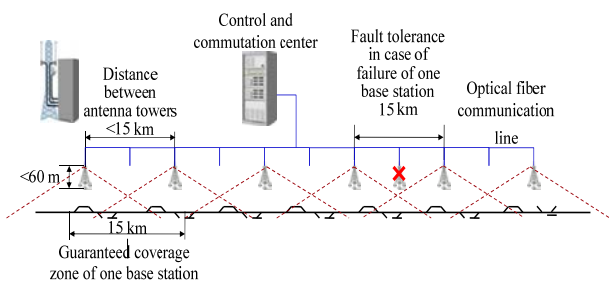 Control and
commutation center
Distance
between
antenna towers
<15 km
Fault tolerance
in case of
failure of one
base station
15 km
Optical fiber
communication
line
<60 m
15 km
Guaranteed coverage
zone of one base station